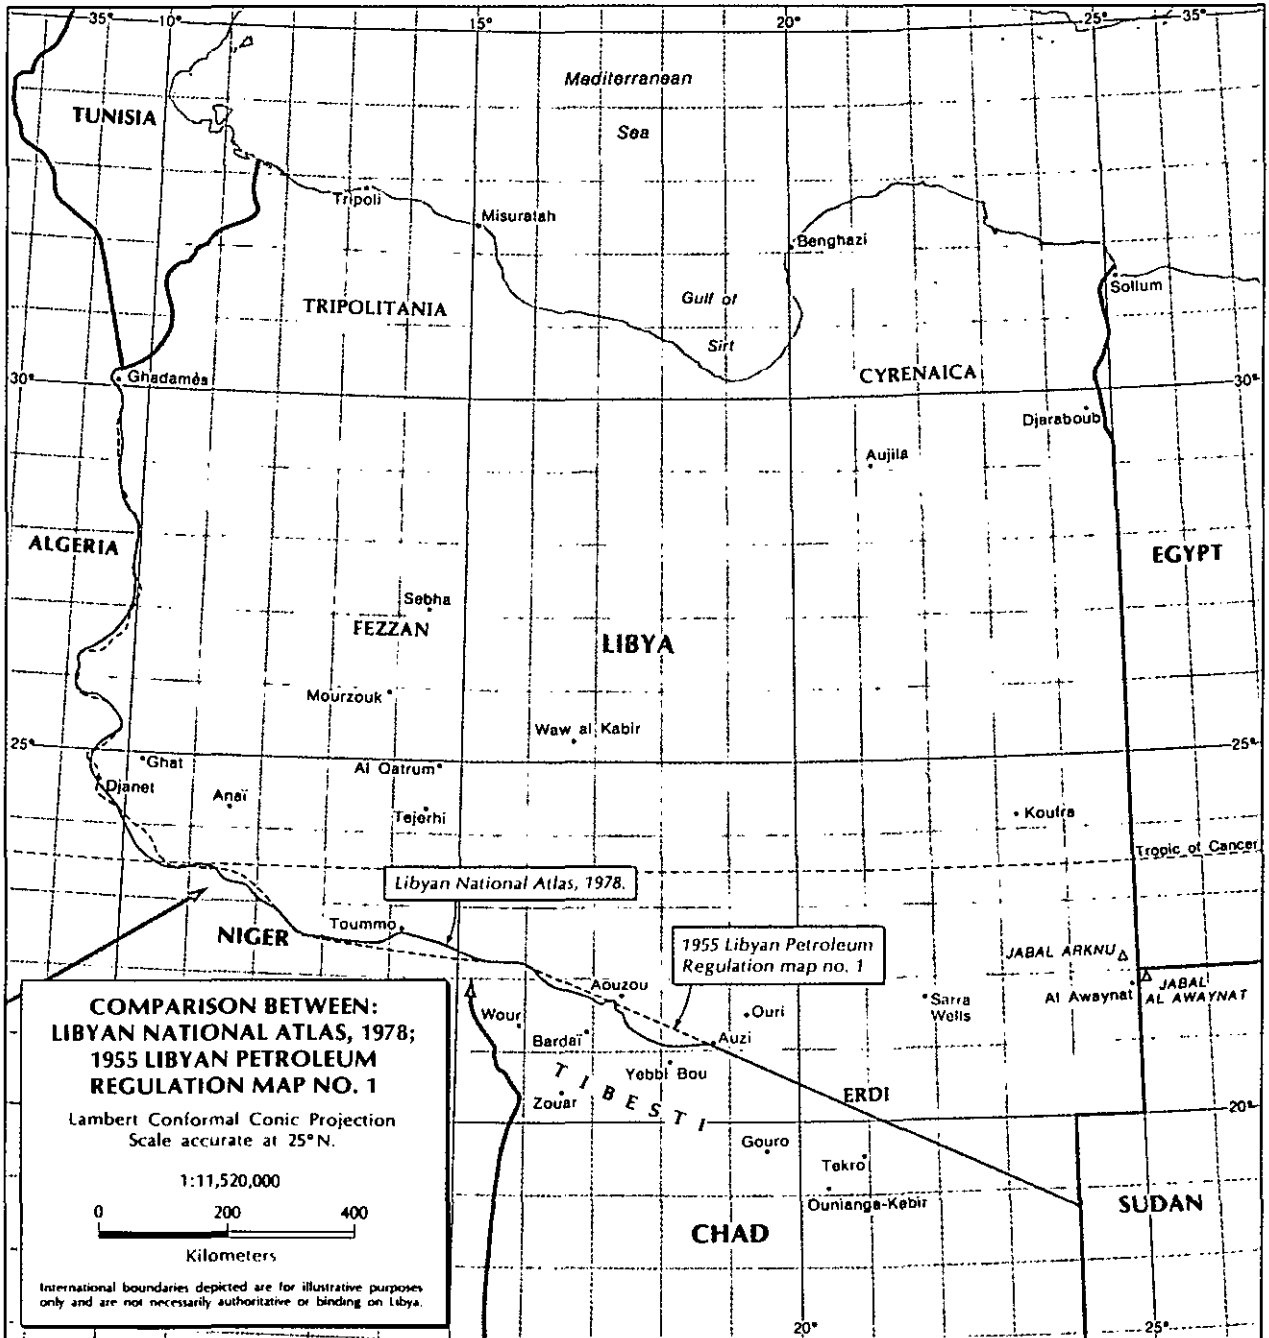 35°
10°
15°
20°
25°
35°
Mediterranean
Sea
TUNISIA
Tripoli
Misuratah
Benghazi
Sollum
TRIPOLITANIA
Gulf of
Sirt
CYRENAICA
30°
Ghadamès
30°
Djaraboub
Aujila
ALGERIA
EGYPT
Sebha
FEZZAN
LIBYA
Mourzouk
Waw al Kabir
25°
25°
Ghat
Al Qatrum
Djanet
Anaï
Tejerhi
Koufra
Tropic of Cancer
Libyan National Atlas, 1978.
Toummo
NIGER
1955 Libyan Petroleum
Regulation map no. 1
JABAL ARKNU
JABAL
AL AWAYNAT
Al Awaynat
Aouzou
Sarra
Wells
Wour
Ouri
Bardaï
Auzi
Yebbi Bou
TIBESTI
Zouar
ERDI
20°
Gouro
Tekro
Ounianga-Kebir
SUDAN
CHAD
COMPARISON BETWEEN:
LIBYAN NATIONAL ATLAS, 1978;
1955 LIBYAN PETROLEUM
REGULATION MAP NO. 1
Lambert Conformal Conic Projection
Scale accurate at 25° N.
1:11,520,000
0 200 400
Kilometers
International boundaries depicted are for illustrative purposes
only and are not necessarily authoritative or binding on Libya.
20°
25°